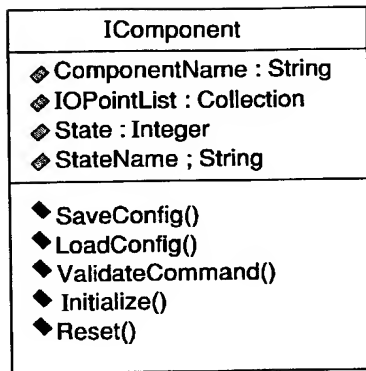 IComponent
ComponentName : String
IOPointList : Collection
State : Integer
StateName ; String
SaveConfig()
LoadConfig()
ValidateCommand()
Initialize()
Reset()